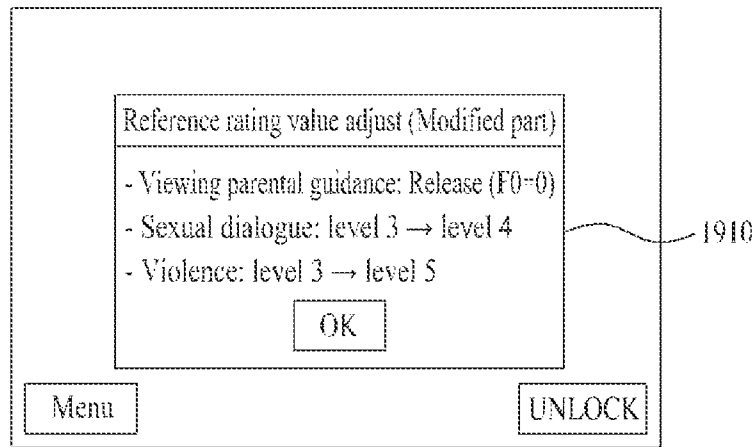 Reference rating value adjust (Modified part)
- Viewing parental guidance: Release (F0=0)
- Sexual dialogue: level 3 → level 4
- Violence: level 3 → level 5
1910
OK
Menu
UNLOCK